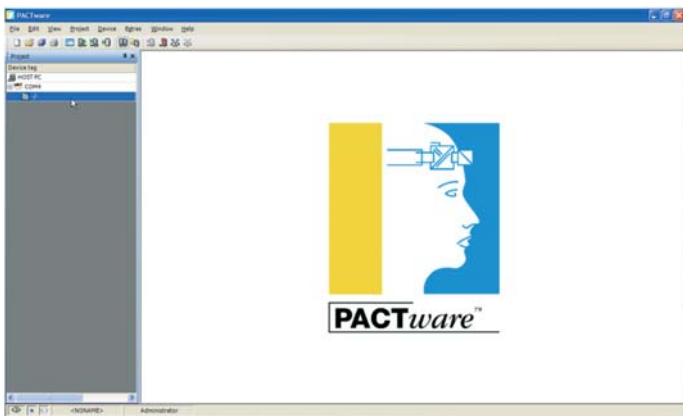 PACTware
File Edit View Project Device Extras Window Help
Project
Device tag
HOST PC
COM4
PACTware™
<NONAME> Administrator